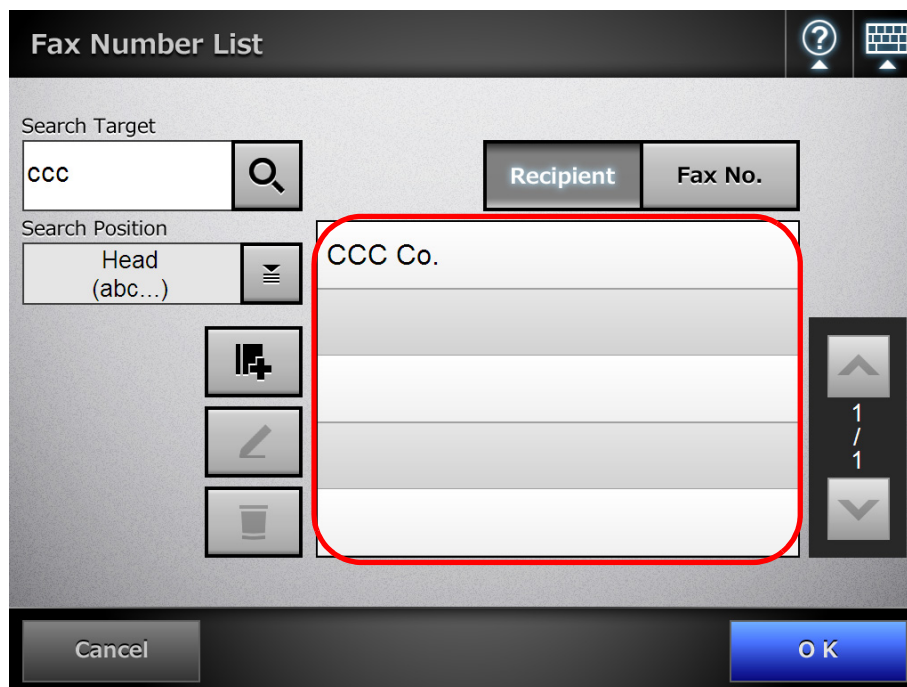 Fax Number List
?
Search Target
ccc
Recipient
Fax No.
Search Position
Head
(abc...)
CCC Co.
1
/
1
Cancel
OK